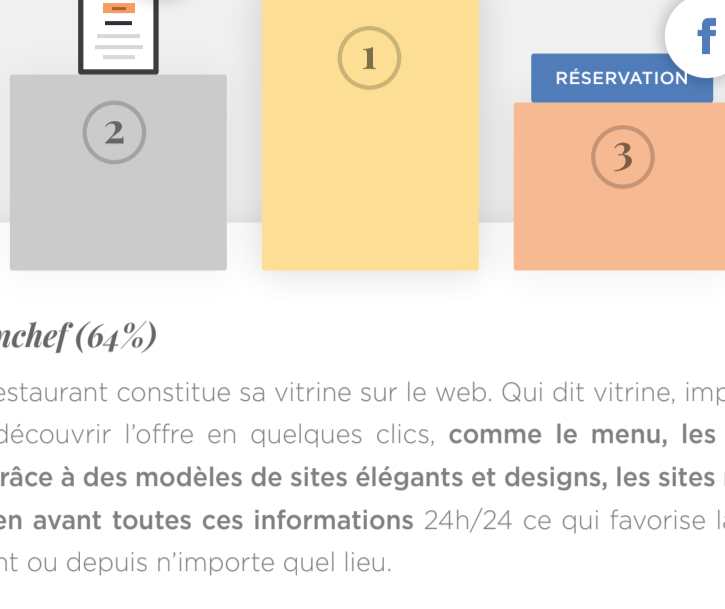 1
2
RÉSERVATION
3
nchef (64%)
estaurant constitue sa vitrine sur le web. Qui dit vitrine, imp
découvrir l'offre en quelques clics, comme le menu, les
râce à des modèles de sites élégants et designs, les sites
en avant toutes ces informations 24h/24 ce qui favorise la
nt ou depuis n'importe quel lieu.